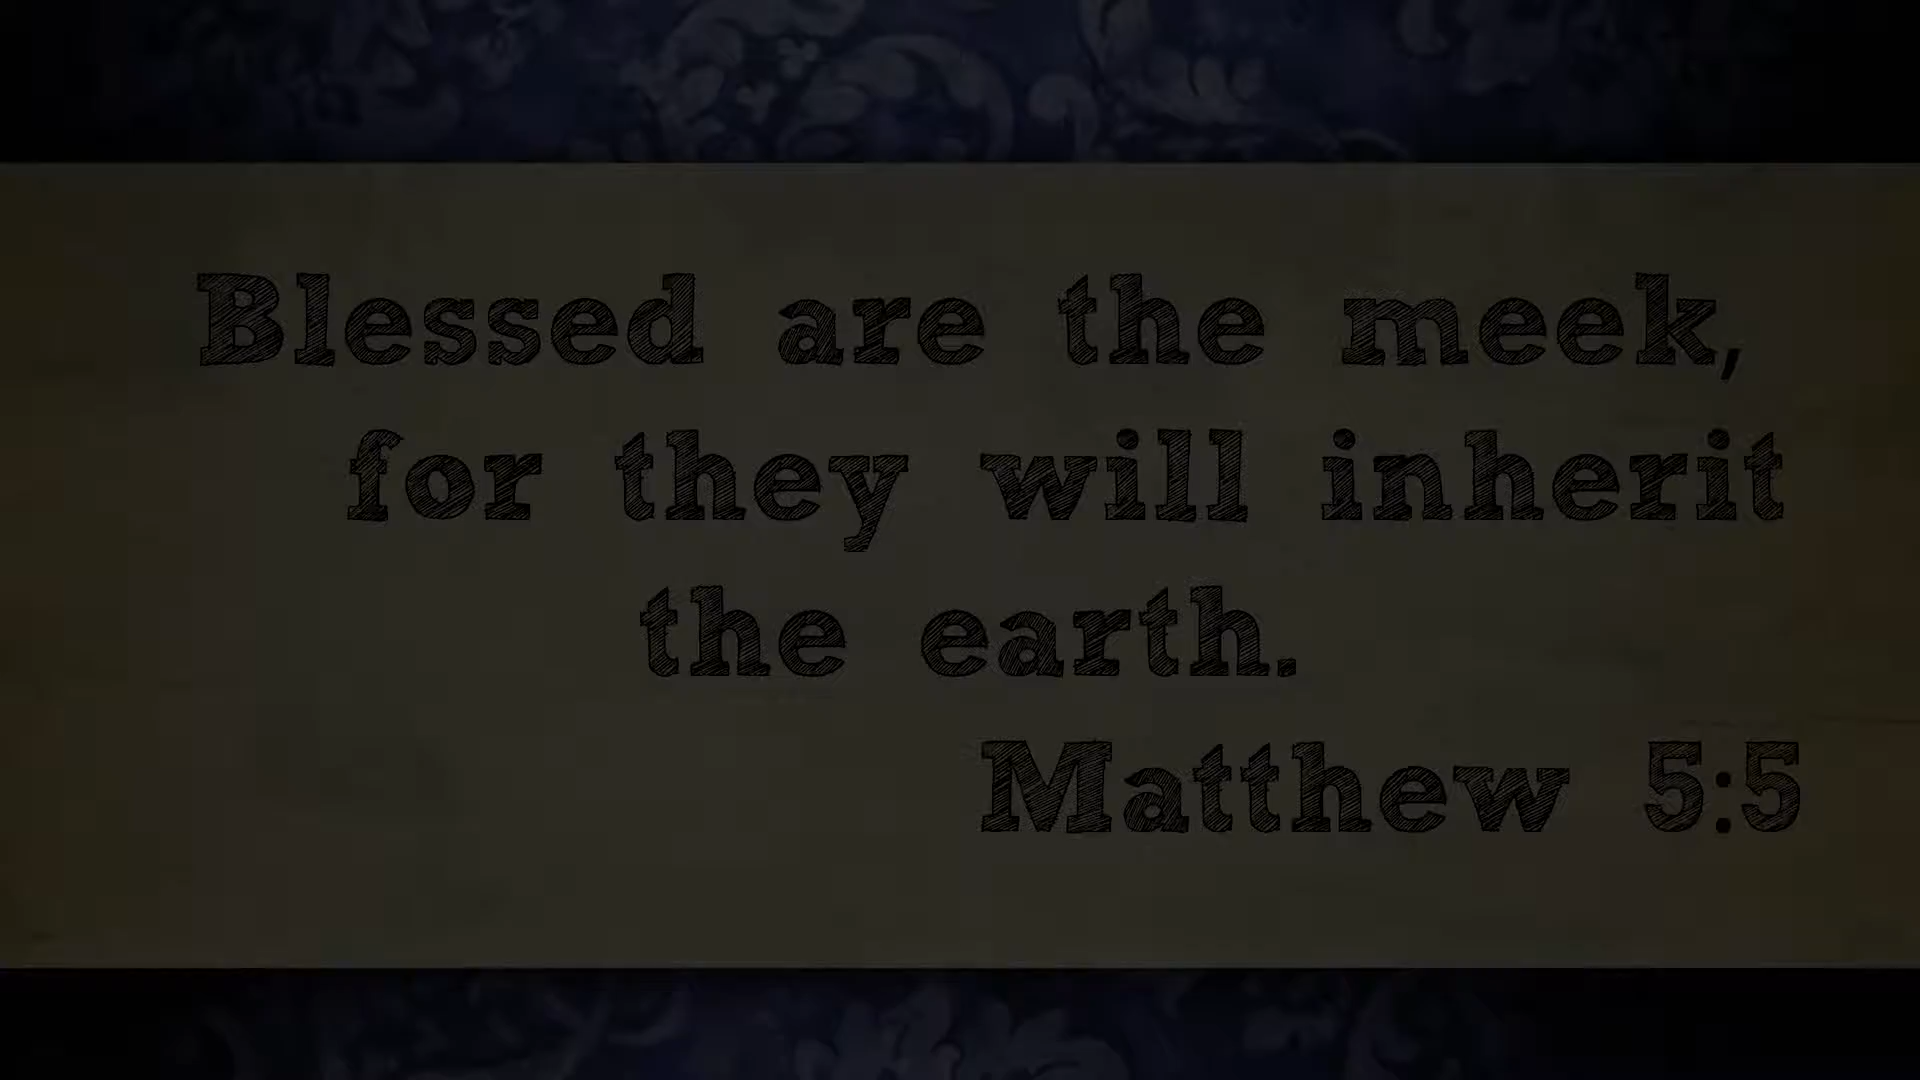 Blessed are the meek,
for they will inherit
the earth.
Matthew 5:5